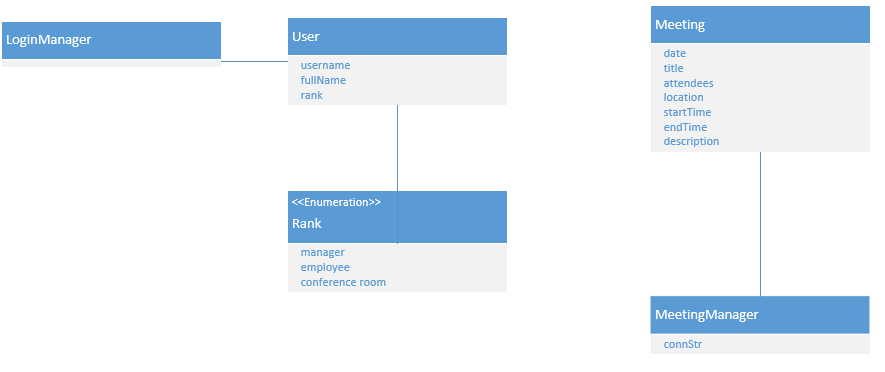 LoginManager
User
username
fullName
rank
<<Enumeration>>
Rank
manager
employee
conference room
Meeting
date
title
attendees
location
startTime
endTime
description
MeetingManager
connStr